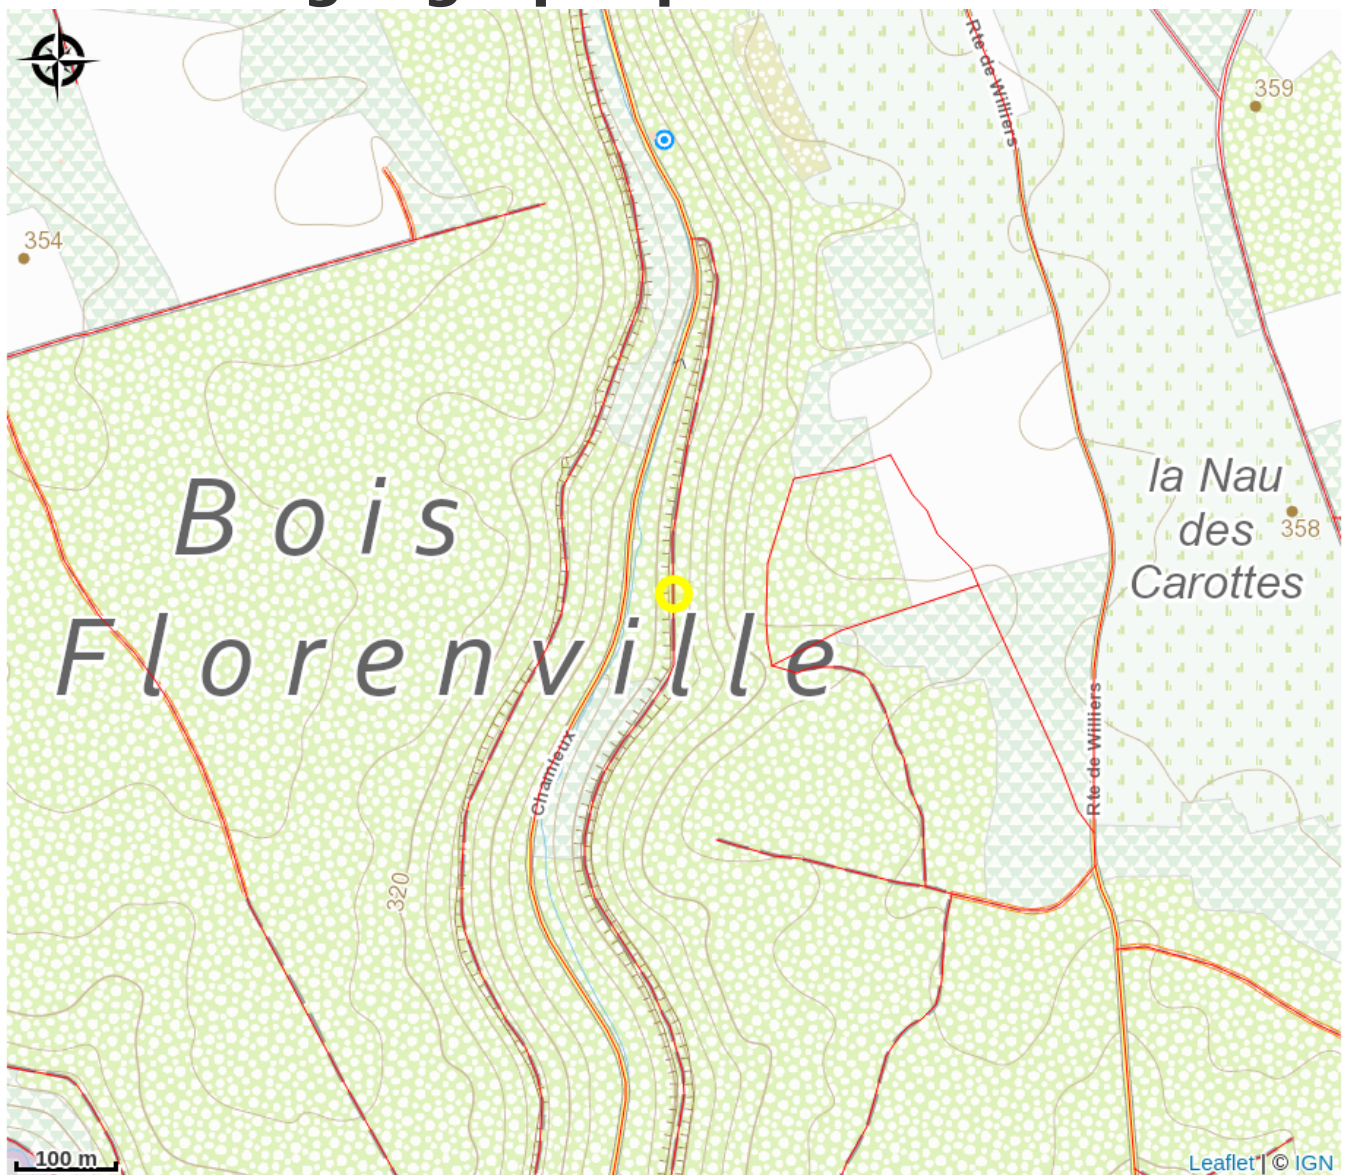 Rte de Williers
359
354
Bois
la Nau
des
Carottes
358
Florenville
Chamleux
Rte de Williers
320
100 m
Leaflet | © IGN